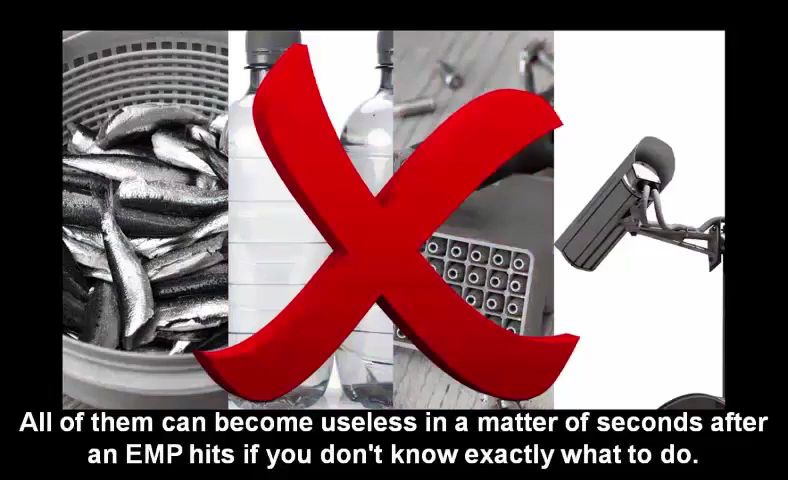 All of them can become useless in a matter of seconds after
an EMP hits if you don't know exactly what to do.